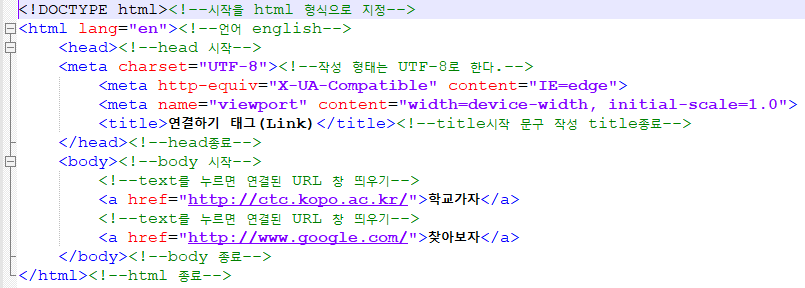 <!DOCTYPE html><!--시작을 html 형식으로 지정-->
<html lang="en"><!--언어 english-->
<head><!--head 시작-->
<meta charset="UTF-8"><!--작성 형태는 UTF-8로 한다.-->
<meta http-equiv="X-UA-Compatible" content="IE=edge">
<meta name="viewport" content="width=device-width, initial-scale=1.0">
<title>연결하기 태그(Link)</title><!--title시작 문구 작성 title종료-->
</head><!--head종료-->
<body><!--body 시작-->
<!--text를 누르면 연결된 URL 창 띄우기-->
<a href="http://ctc.kopo.ac.kr/">학교가자</a>
<!--text를 누르면 연결된 URL 창 띄우기-->
<a href="http://www.google.com/">찾아보자</a>
</body><!--body 종료-->
</html><!--html 종료-->